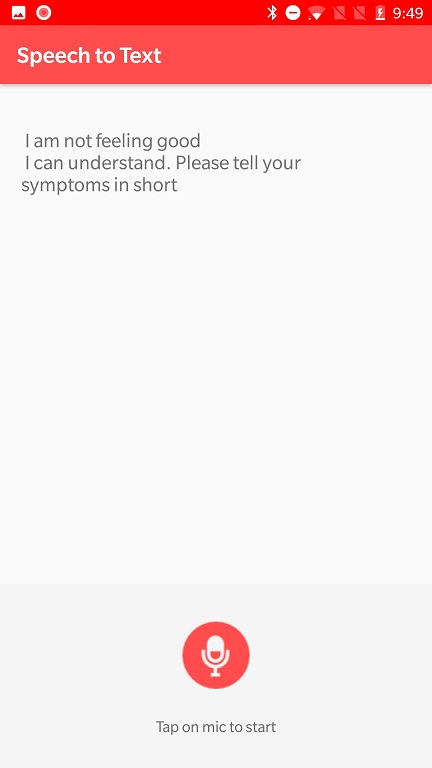 9:49
Speech to Text
I am not feeling good
I can understand. Please tell your
symptoms in short
Tap on mic to start